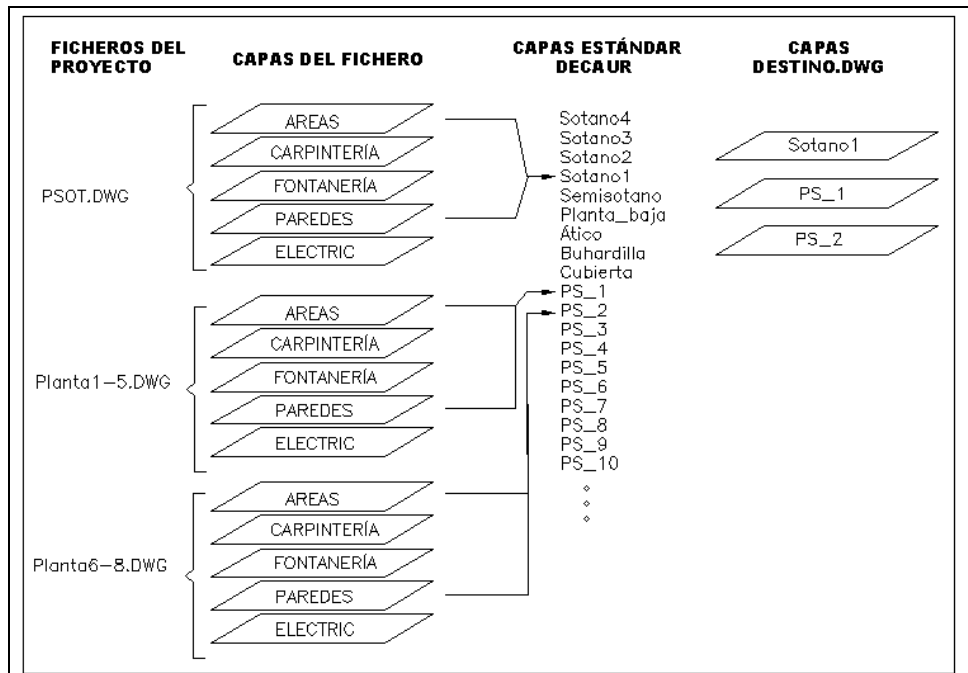 FICHEROS DEL
PROYECTO
CAPAS DEL FICHERO
CAPAS ESTÁNDAR
DECAUR
CAPAS
DESTINO.DWG
PSOT.DWG
AREAS
CARPINTERÍA
FONTANERÍA
PAREDES
ELECTRIC
Planta1-5.DWG
AREAS
CARPINTERÍA
FONTANERÍA
PAREDES
ELECTRIC
Planta6-8.DWG
AREAS
CARPINTERÍA
FONTANERÍA
PAREDES
ELECTRIC
Sotano4
Sotano3
Sotano2
Sotano1
Semisotano
Planta_baja
Ático
Buhardilla
Cubierta
PS_1
PS_2
PS_3
PS_4
PS_5
PS_6
PS_7
PS_8
PS_9
PS_10
Sotano1
PS_1
PS_2